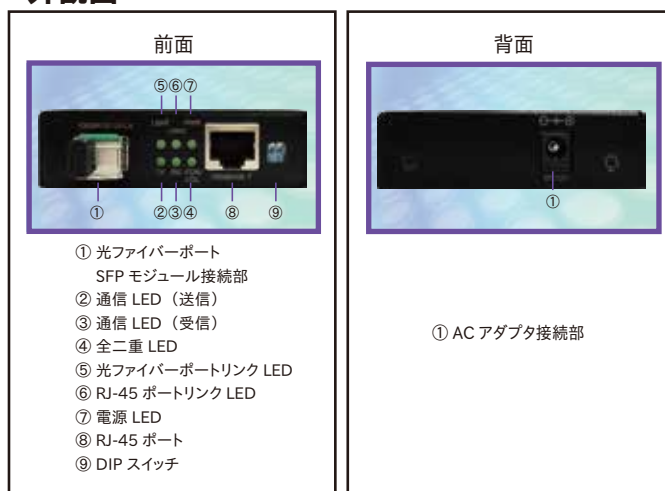 外観図
前面
⑤⑥⑦
①
②③④
⑧
⑨
① 光ファイバーポート
SFP モジュール接続部
② 通信 LED（送信）
③ 通信 LED（受信）
④ 全二重 LED
⑤ 光ファイバーポートリンク LED
⑥ RJ-45 ポートリンク LED
⑦ 電源 LED
⑧ RJ-45 ポート
⑨ DIP スイッチ
背面
①
① AC アダプタ接続部